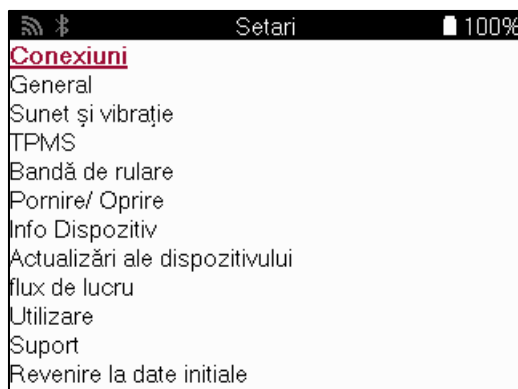 Setari 100%
Conexiuni
General
Sunet și vibrație
TPMS
Bandă de rulare
Pornire/ Oprire
Info Dispozitiv
Actualizări ale dispozitivului
flux de lucru
Utilizare
Suport
Revenire la date initiale